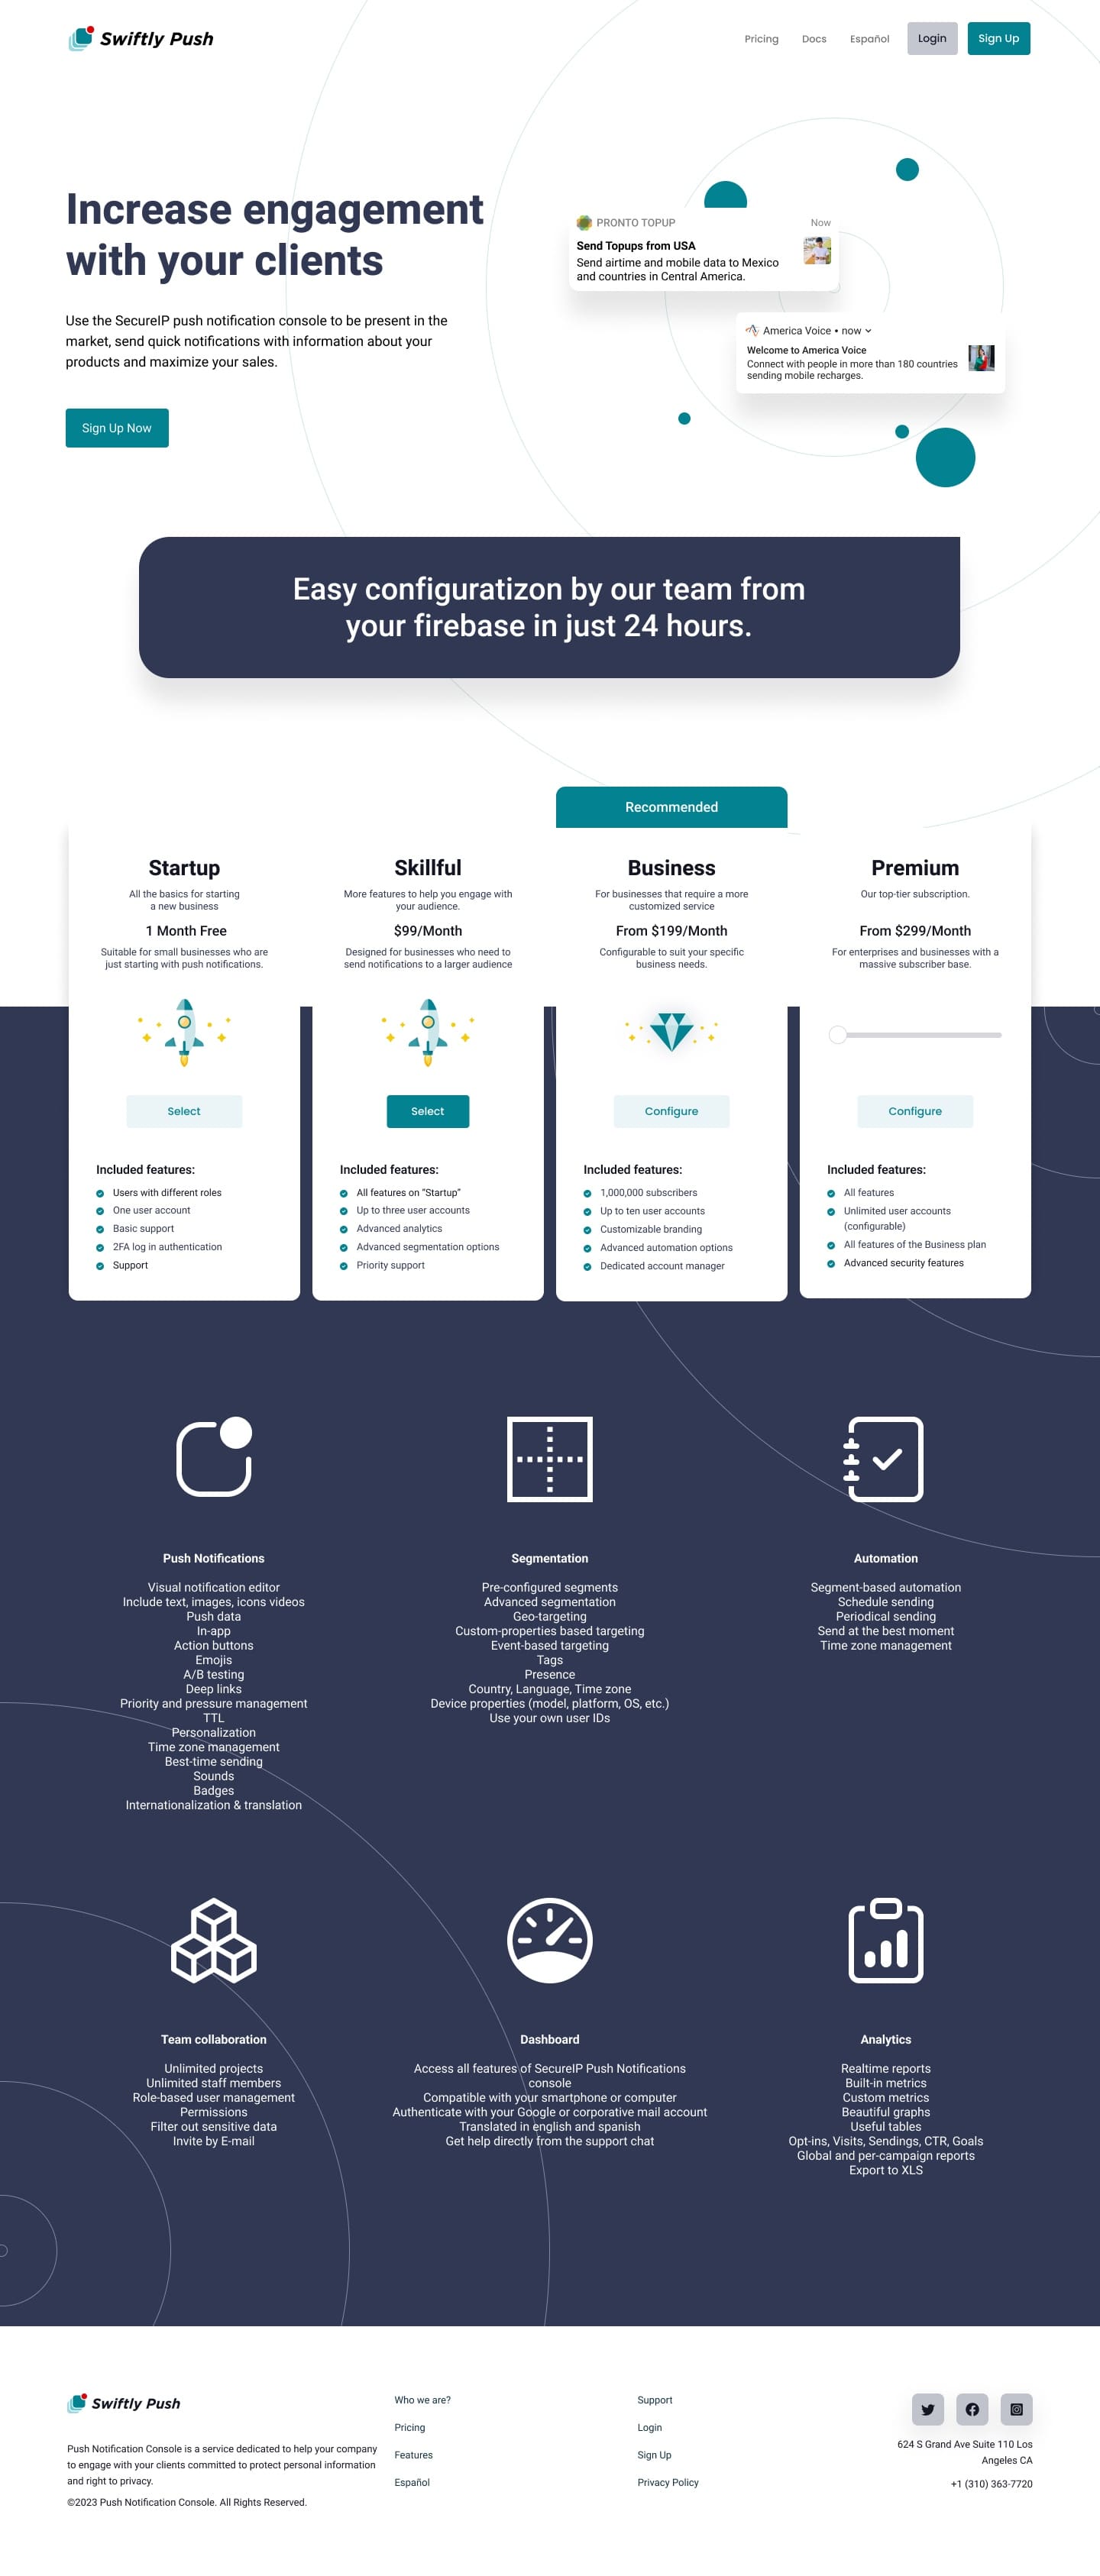 Swiftly Push
Pricing
Docs
Español
Login
Sign Up
Increase engagement
with your clients
Use the SecureIP push notification console to be present in the
market, send quick notifications with information about your
products and maximize your sales.
Sign Up Now
PRONTO TOPUP
Now
Send Topups from USA
Send airtime and mobile data to Mexico
and countries in Central America.
America Voice • now
Welcome to America Voice
Connect with people in more than 180 countries
sending mobile recharges.
Easy configuratizon by our team from
your firebase in just 24 hours.
Startup
All the basics for starting
a new business
1 Month Free
Suitable for small businesses who are
just starting with push notifications.
Select
Included features:
Users with different roles
One user account
Basic support
2FA log in authentication
Support
Skillful
More features to help you engage with
your audience.
$99/Month
Designed for businesses who need to
send notifications to a larger audience
Select
Included features:
All features on “Startup”
Up to three user accounts
Advanced analytics
Advanced segmentation options
Priority support
Recommended
Business
For businesses that require a more
customized service
From $199/Month
Configurable to suit your specific
business needs.
Configure
Included features:
1,000,000 subscribers
Up to ten user accounts
Customizable branding
Advanced automation options
Dedicated account manager
Premium
Our top-tier subscription.
From $299/Month
For enterprises and businesses with a
massive subscriber base.
Configure
Included features:
All features
Unlimited user accounts
(configurable)
All features of the Business plan
Advanced security features
Push Notifications
Visual notification editor
Include text, images, icons videos
Push data
In-app
Action buttons
Emojis
A/B testing
Deep links
Priority and pressure management
TTL
Personalization
Time zone management
Best-time sending
Sounds
Badges
Internationalization & translation
Segmentation
Pre-configured segments
Advanced segmentation
Geo-targeting
Custom-properties based targeting
Event-based targeting
Tags
Presence
Country, Language, Time zone
Device properties (model, platform, OS, etc.)
Use your own user IDs
Automation
Segment-based automation
Schedule sending
Periodical sending
Send at the best moment
Time zone management
Team collaboration
Unlimited projects
Unlimited staff members
Role-based user management
Permissions
Filter out sensitive data
Invite by E-mail
Dashboard
Access all features of SecureIP Push Notifications
console
Compatible with your smartphone or computer
Authenticate with your Google or corporative mail account
Translated in english and spanish
Get help directly from the support chat
Analytics
Realtime reports
Built-in metrics
Custom metrics
Beautiful graphs
Useful tables
Opt-ins, Visits, Sendings, CTR, Goals
Global and per-campaign reports
Export to XLS
Swiftly Push
Push Notification Console is a service dedicated to help your company
to engage with your clients committed to protect personal information
and right to privacy.
©2023 Push Notification Console. All Rights Reserved.
Who we are?
Pricing
Features
Español
Support
Login
Sign Up
Privacy Policy
624 S Grand Ave Suite 110 Los
Angeles CA
+1 (310) 363-7720